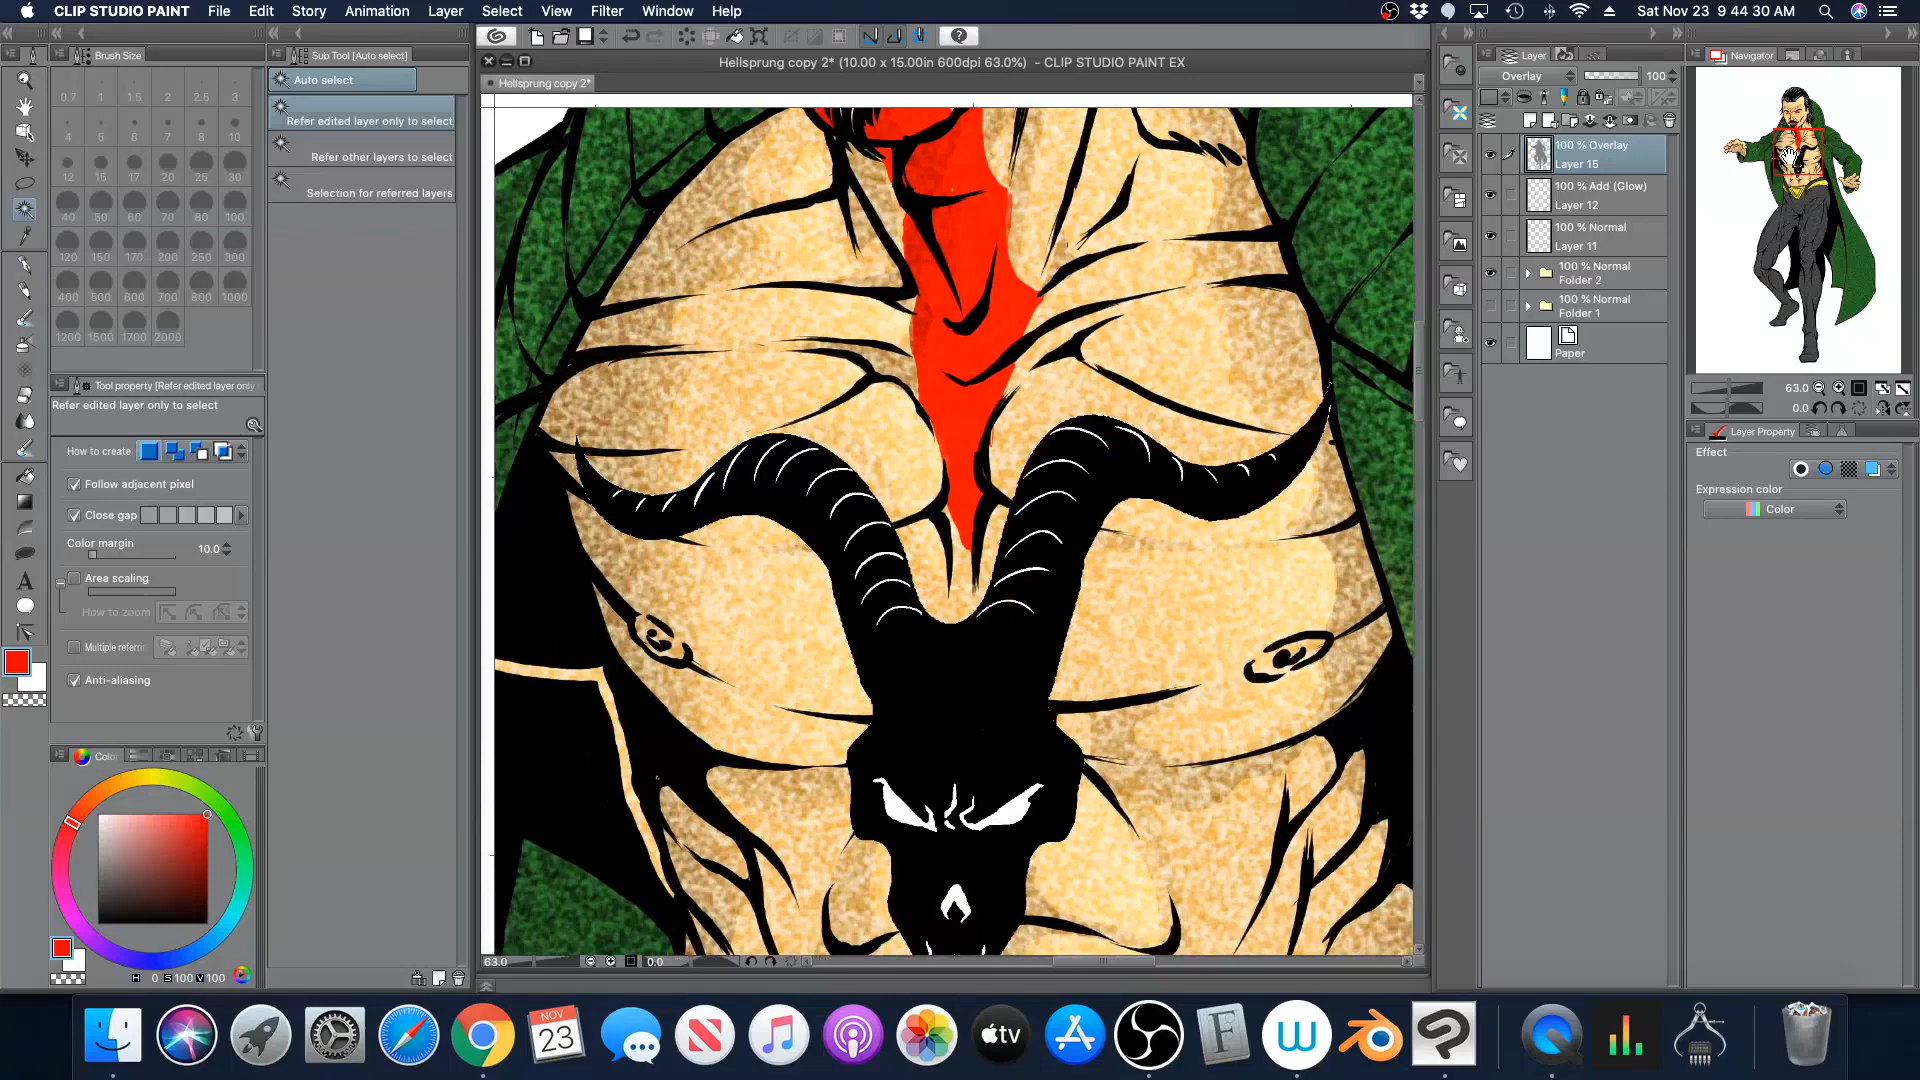 CLIP STUDIO PAINT File Edit Story Animation Layer Select View Filter Window Help Sat Nov 23 9 44 30 AM
Brush Size
Sub Tool [Auto select]
Layer
Navigator
Hellsprung copy 2* (10.00 x 15.00in 600dpi 63.0%) - CLIP STUDIO PAINT EX
Hellsprung copy 2*
Auto select
Refer edited layer only to select
Refer other layers to select
Selection for referred layers
0.7 1 1.5 2 2.5 3
4 5 6 7 8 10
12 15 17 20 25 30
40 50 60 70 80 100
120 150 170 200 250 300
400 500 600 700 800 1000
1200 1500 1700 2000
Tool property [Refer edited layer only
Refer edited layer only to select
How to create
Follow adjacent pixel
Close gap
Color margin 10.0
Area scaling
How to zoom
Multiple referri
Anti-aliasing
Color
H 0 S 100 V 100
63.0 0.0
Overlay 100
100 % Overlay
Layer 15
100 % Add (Glow)
Layer 12
100 % Normal
Layer 11
100 % Normal
Folder 2
100 % Normal
Folder 1
Paper
63.0
0.0
Layer Property
Effect
Expression color
Color
NOV
23
tv